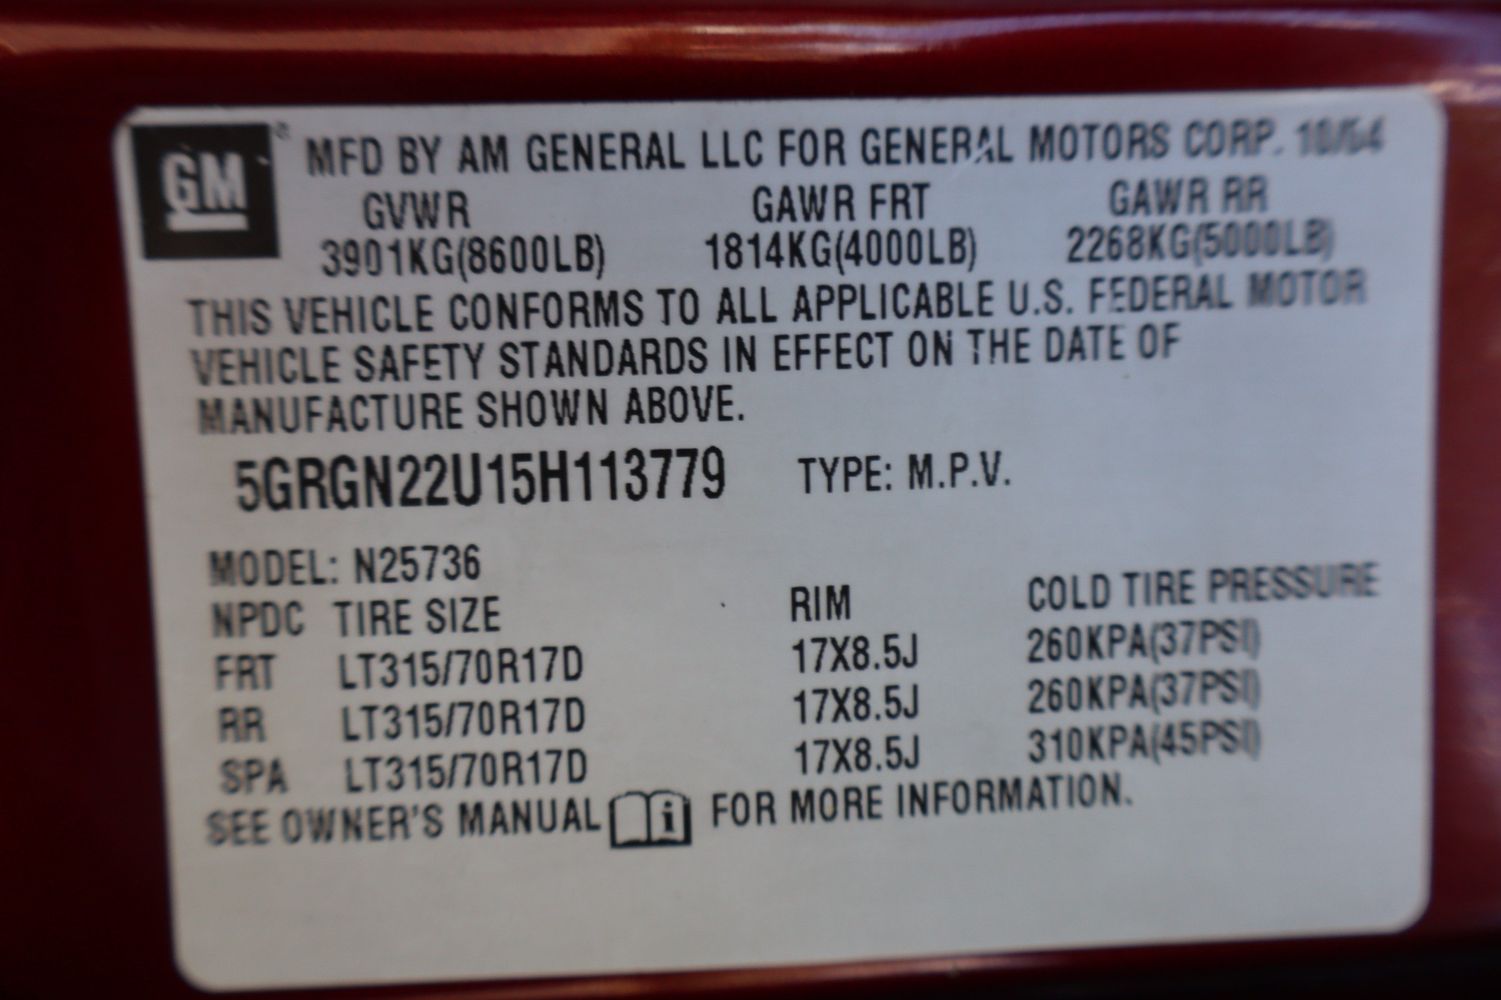 GM® MFD BY AM GENERAL LLC FOR GENERAL MOTORS CORP. 10/04
GVWR GAWR FRT GAWR RR
3901KG(8600LB) 1814KG(4000LB) 2268KG(5000LB)
THIS VEHICLE CONFORMS TO ALL APPLICABLE U.S. FEDERAL MOTOR
VEHICLE SAFETY STANDARDS IN EFFECT ON THE DATE OF
MANUFACTURE SHOWN ABOVE.
5GRGN22U15H113779 TYPE: M.P.V.
MODEL: N25736
NPDC TIRE SIZE RIM COLD TIRE PRESSURE
FRT LT315/70R17D 17X8.5J 260KPA(37PSI)
RR LT315/70R17D 17X8.5J 260KPA(37PSI)
SPA LT315/70R17D 17X8.5J 310KPA(45PSI)
SEE OWNER'S MANUAL i FOR MORE INFORMATION.